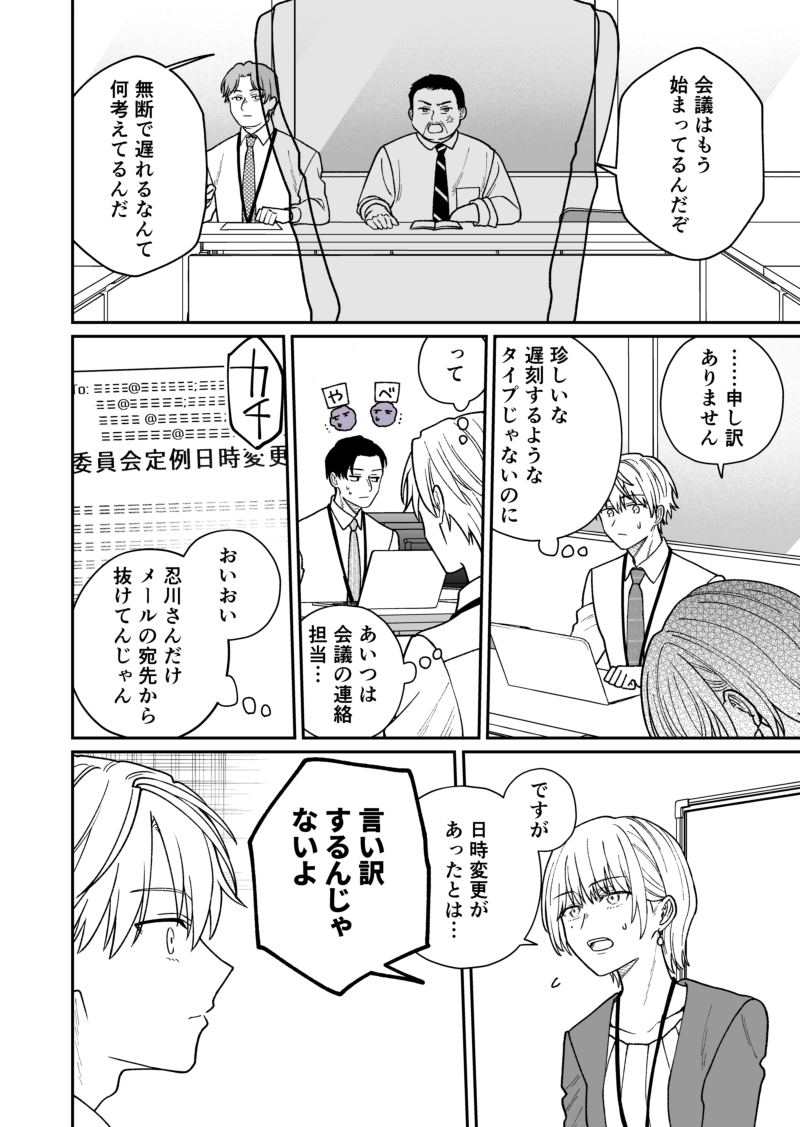 会議はもう
始まってるんだぞ
無断で遅れるなんて
何考えてるんだ
……申し訳
ありません
珍しいな
遅刻するような
タイプじゃないのに
って
やべ
あいつは
会議の連絡
担当…
カチ
To:
委員会定例日時変更
おいおい
忍川さんだけ
メールの宛先から
抜けてんじゃん
ですが
日時変更が
あったとは…
言い訳
するんじゃ
ないよ